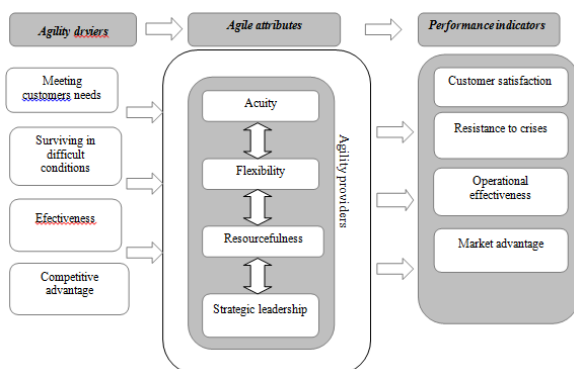 Agility drviers
Agile attributes
Performance indicators
Meeting
customers needs
Surviving in
difficult
conditions
Efectiveness
Competitive
advantage
Acuity
Flexibility
Resourcefulness
Strategic leadership
Agility providers
Customer satisfaction
Resistance to crises
Operational
effectiveness
Market advantage